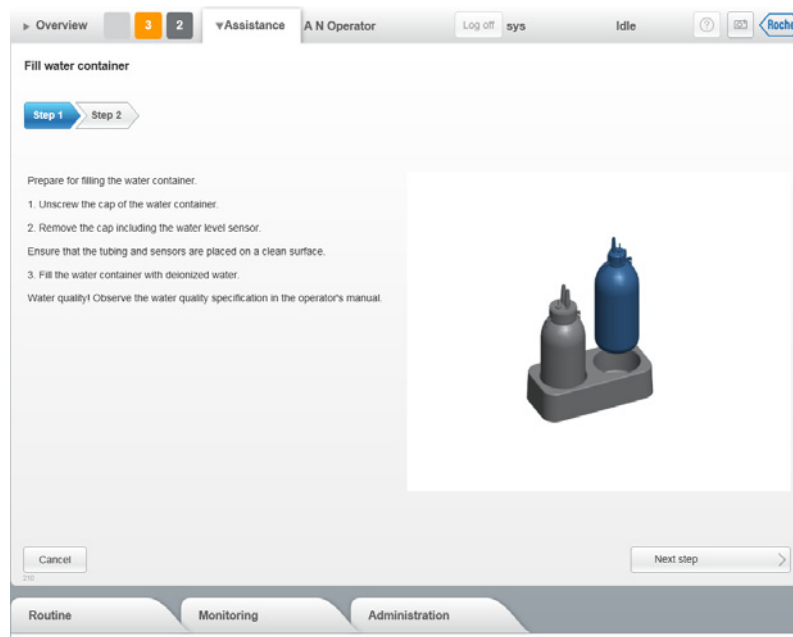 Overview
3
2
Assistance
A N Operator
Log off
sys
Idle
?
Roche
Fill water container
Step 1
Step 2
Prepare for filling the water container.
1. Unscrew the cap of the water container.
2. Remove the cap including the water level sensor.
Ensure that the tubing and sensors are placed on a clean surface.
3. Fill the water container with deionized water.
Water quality! Observe the water quality specification in the operator's manual.
Cancel
Next step
210
Routine
Monitoring
Administration